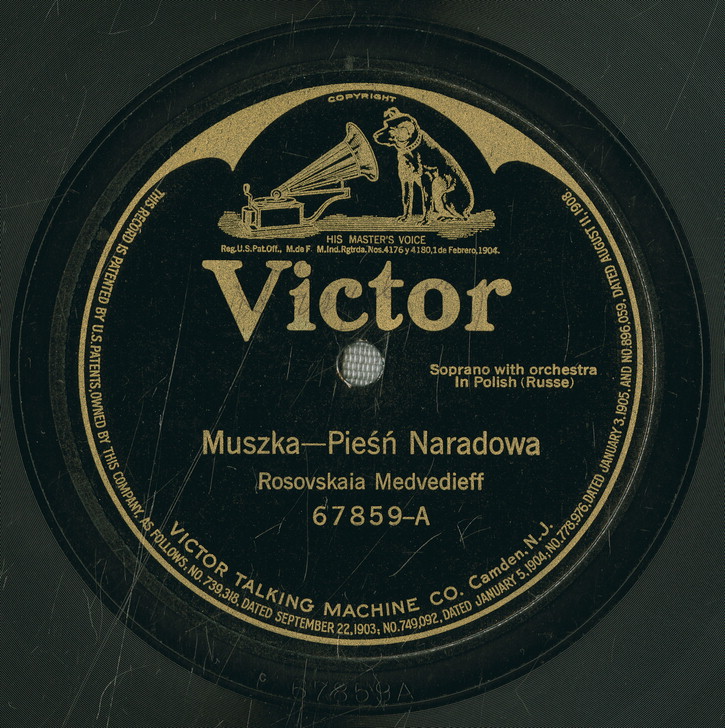 COPYRIGHT
HIS MASTER'S VOICE
Reg.U.S.Pat.Off., M.de F. M.Ind.Rgtrda.Nos.4176 y 4180,1 de Febrero,1904.
Victor
Soprano with orchestra
In Polish (Russe)
Muszka—Pieśń Naradowa
Rosovskaia Medvedieff
67859-A
VICTOR TALKING MACHINE CO. Camden, N.J.
THIS RECORD IS PATENTED BY U.S. PATENTS, OWNED BY THIS COMPANY, AS FOLLOWS: NO. 739,318, DATED SEPTEMBER 22,1903; NO.749,092, DATED JANUARY 5,1904; NO.778,976, DATED JANUARY 3,1905, AND NO.896,059, DATED AUGUST 11, 1908.
67859A